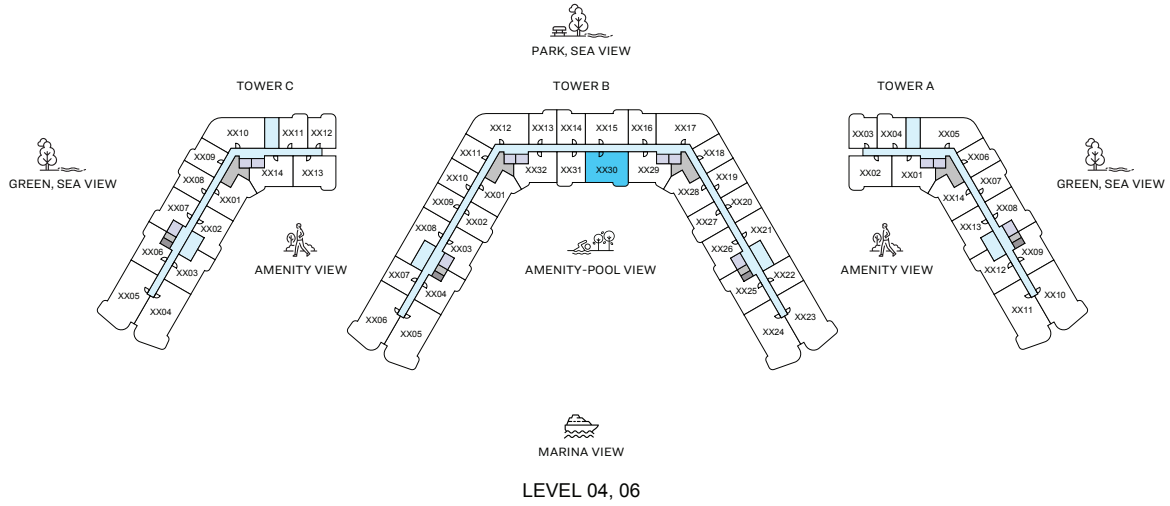 PARK, SEA VIEW
TOWER C
TOWER B
TOWER A
GREEN, SEA VIEW
XX10
XX11
XX12
XX09
XX14
XX13
XX08
XX01
XX07
XX02
XX06
XX03
XX05
XX04
AMENITY VIEW
XX12
XX13
XX14
XX15
XX16
XX17
XX11
XX32
XX31
XX30
XX29
XX18
XX10
XX01
XX28
XX19
XX09
XX02
XX27
XX20
XX08
XX03
XX26
XX21
XX07
XX04
XX25
XX22
XX06
XX05
XX24
XX23
AMENITY-POOL VIEW
XX03
XX04
XX05
XX02
XX01
XX06
XX14
XX07
XX13
XX08
XX12
XX09
XX11
XX10
AMENITY VIEW
GREEN, SEA VIEW
MARINA VIEW
LEVEL 04, 06